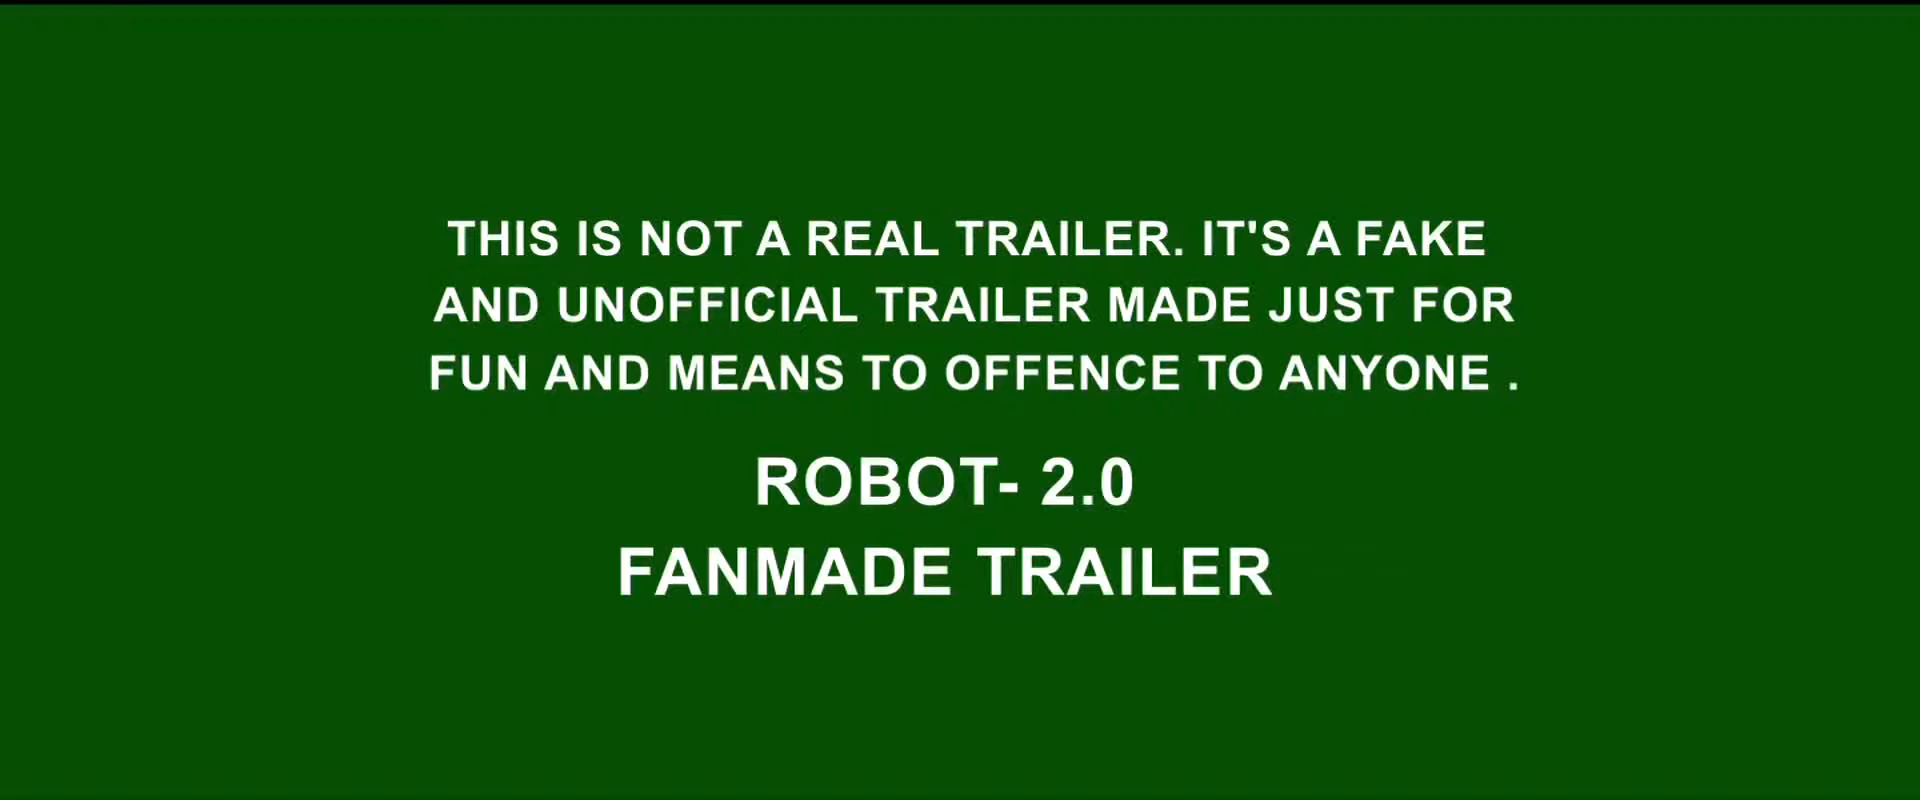 THIS IS NOT A REAL TRAILER. IT'S A FAKE
AND UNOFFICIAL TRAILER MADE JUST FOR
FUN AND MEANS TO OFFENCE TO ANYONE .
ROBOT- 2.0
FANMADE TRAILER